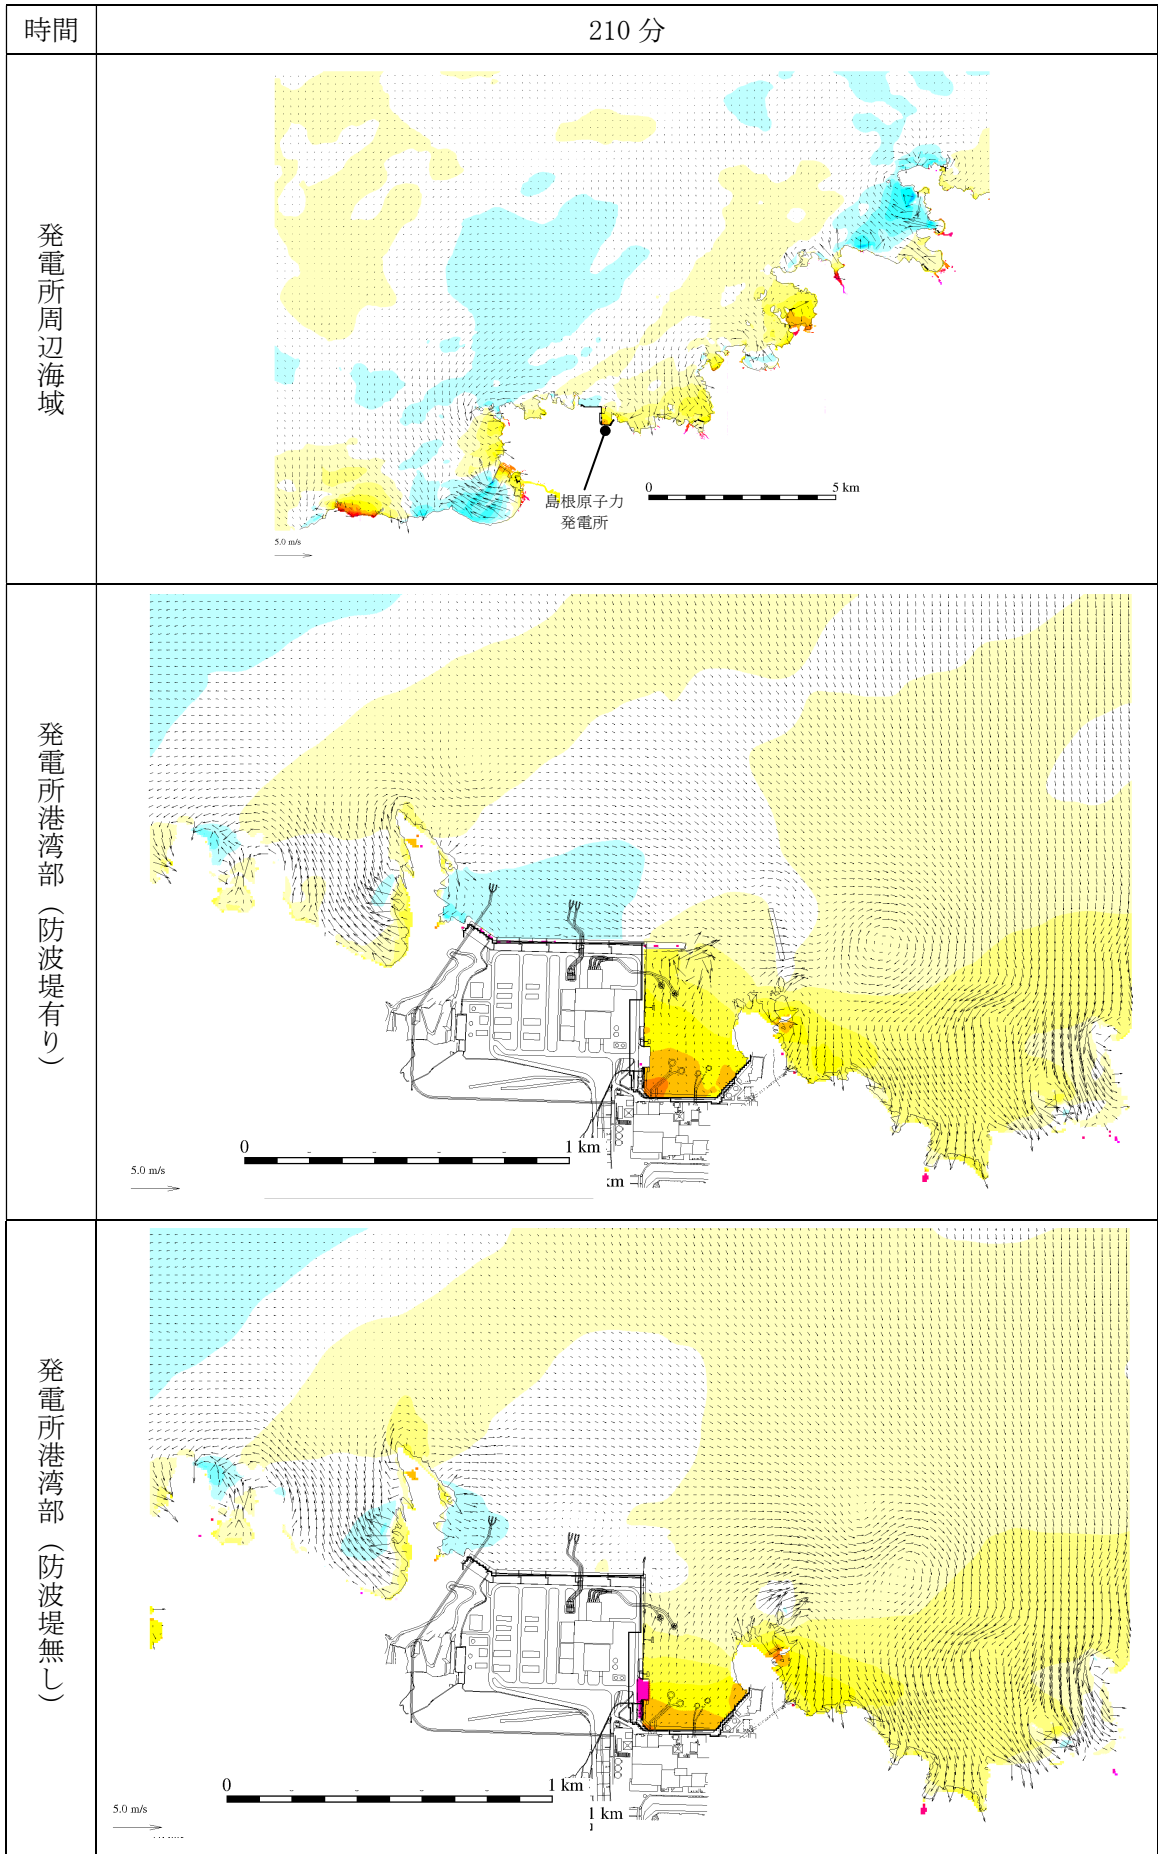 時間
210 分
発電所周辺海域
島根原子力
発電所
0
5 km
5.0 m/s
発電所港湾部（防波堤有り）
0
1 km
km
5.0 m/s
発電所港湾部（防波堤無し）
0
1 km
1 km
5.0 m/s